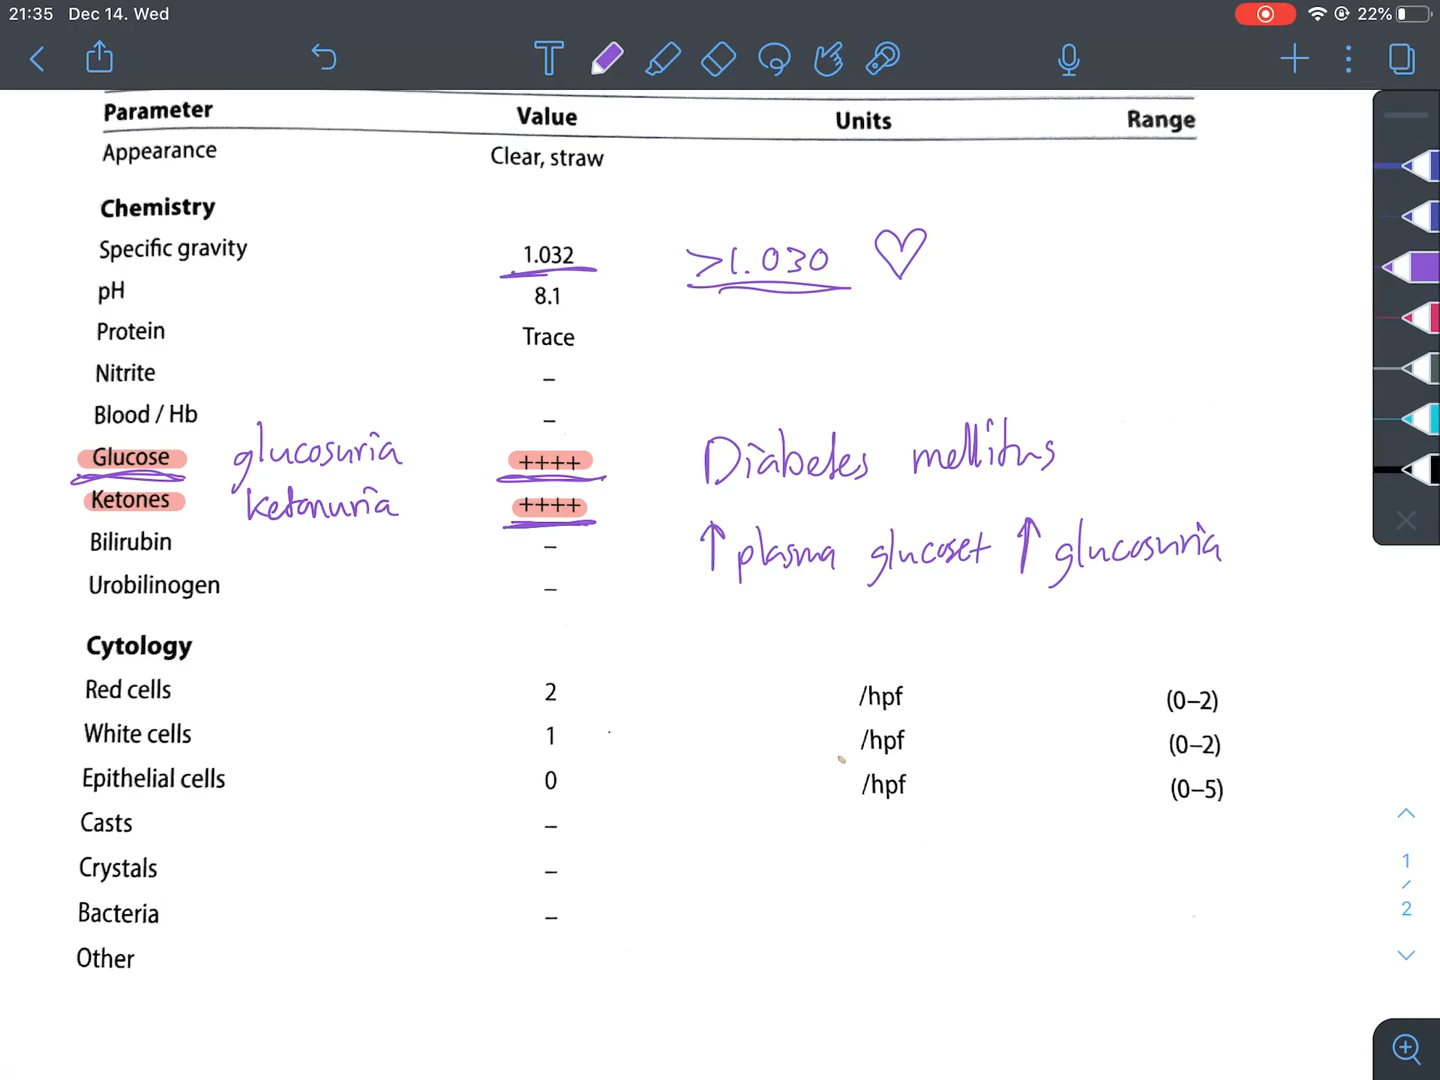 21:35 Dec 14. Wed 22%
Parameter Value Units Range
Appearance Clear, straw
Chemistry
Specific gravity 1.032 >1.030
pH 8.1
Protein Trace
Nitrite –
Blood / Hb –
Glucose glucosuria ++++ Diabetes mellitus
Ketones ketonuria ++++
↑ plasma glucose+ ↑ glucosuria
Bilirubin –
Urobilinogen –
Cytology
Red cells 2 /hpf (0–2)
White cells 1 /hpf (0–2)
Epithelial cells 0 /hpf (0–5)
Casts –
Crystals –
Bacteria –
Other
1
/
2